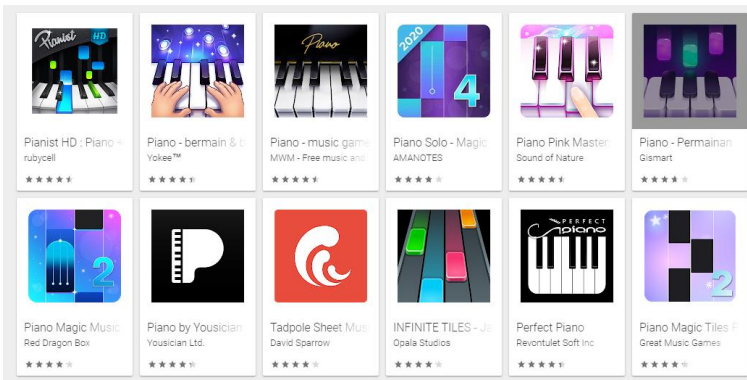 Pianist HD
Piano
2020
4
Pianist HD : Piano +
Piano - bermain & b
Piano - music game
Piano Solo - Magic
Piano Pink Master
Piano - Permainan
rubycell
Yokee™
MWM - Free music and
AMANOTES
Sound of Nature
Gismart
2
P
PERFECT
piano
2
Piano Magic Music
Piano by Yousician
Tadpole Sheet Mus
INFINITE TILES - Ja
Perfect Piano
Piano Magic Tiles P
Red Dragon Box
Yousician Ltd.
David Sparrow
Opala Studios
Revontulet Soft Inc
Great Music Games